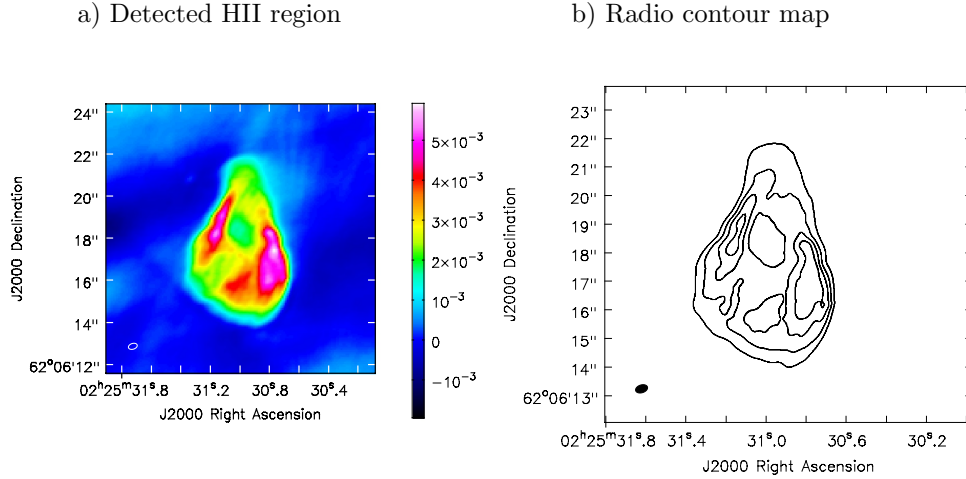 a) Detected HII region
24"
22"
20"
18"
16"
14"
62°06'12"
02ʰ25ᵐ31ˢ.8
31ˢ.2
30ˢ.8
30ˢ.4
J2000 Right Ascension
J2000 Declination
5×10⁻³
4×10⁻³
3×10⁻³
2×10⁻³
10⁻³
0
−10⁻³
b) Radio contour map
23"
22"
21"
20"
19"
18"
17"
16"
15"
14"
62°06'13"
02ʰ25ᵐ31ˢ.8
31ˢ.4
31ˢ.0
30ˢ.6
30ˢ.2
J2000 Right Ascension
J2000 Declination